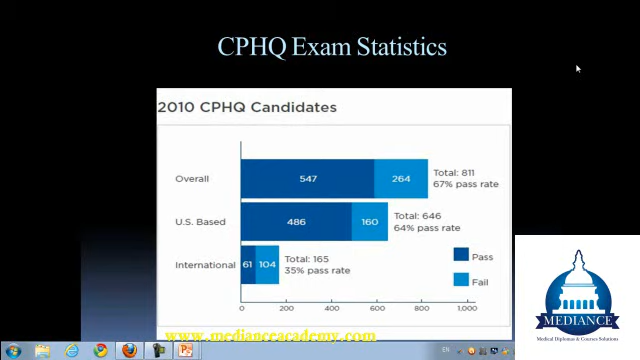 CPHQ Exam Statistics
2010 CPHQ Candidates
Overall
547
264
Total: 811
67% pass rate
U.S. Based
486
160
Total: 646
64% pass rate
International
61
104
Total: 165
35% pass rate
Pass
Fail
0
200
400
600
800
1,000
MEDIANCE
Medical Diplomas & Courses Solutions
www.medianceacademy.com
EN